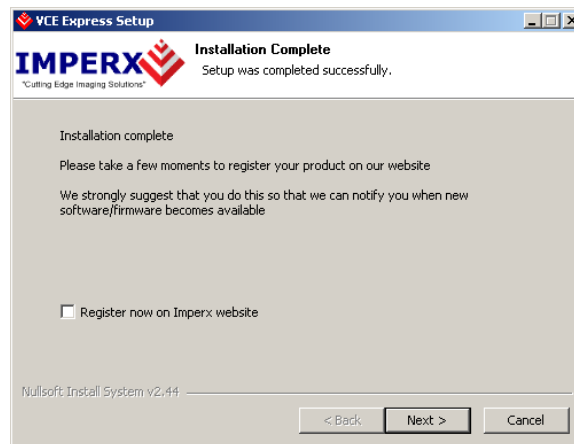 VCE Express Setup
IMPERX
"Cutting Edge Imaging Solutions"
Installation Complete
Setup was completed successfully.
Installation complete
Please take a few moments to register your product on our website
We strongly suggest that you do this so that we can notify you when new
software/firmware becomes available
Register now on Imperx website
Nullsoft Install System v2.44
< Back
Next >
Cancel